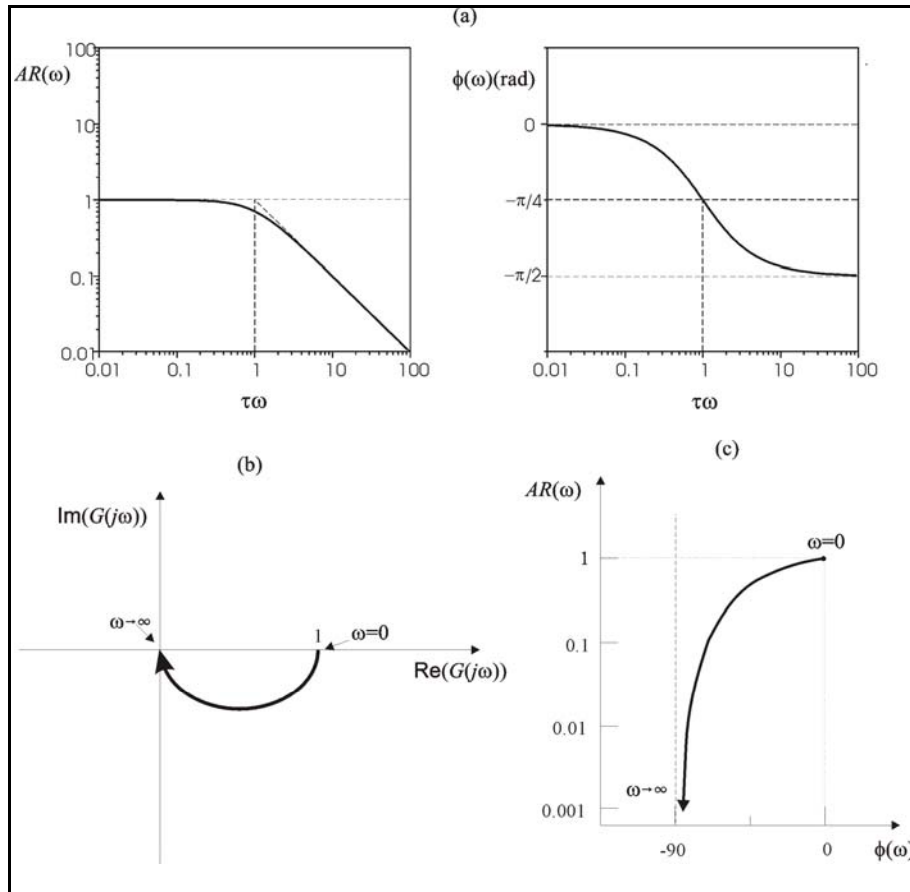 (a)
AR(ω)
100
10
1
0.1
0.01
0.01 0.1 1 10 100
τω
ϕ(ω)(rad)
0
−π/4
−π/2
0.01 0.1 1 10 100
τω
(b)
Im(G(jω))
ω→∞
1
ω=0
Re(G(jω))
(c)
AR(ω)
ω=0
1
0.1
0.01
ω→∞
0.001
-90 0 ϕ(ω)